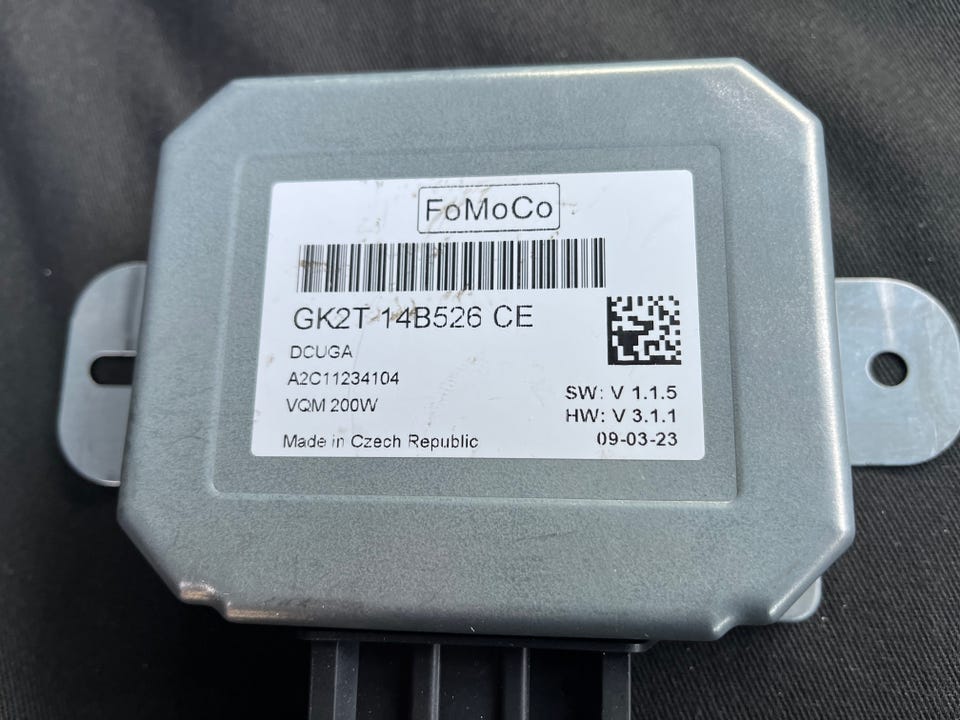 FoMoCo
GK2T 14B526 CE
DCUGA
A2C11234104
VQM 200W
SW: V 1.1.5
HW: V 3.1.1
Made in Czech Republic
09-03-23